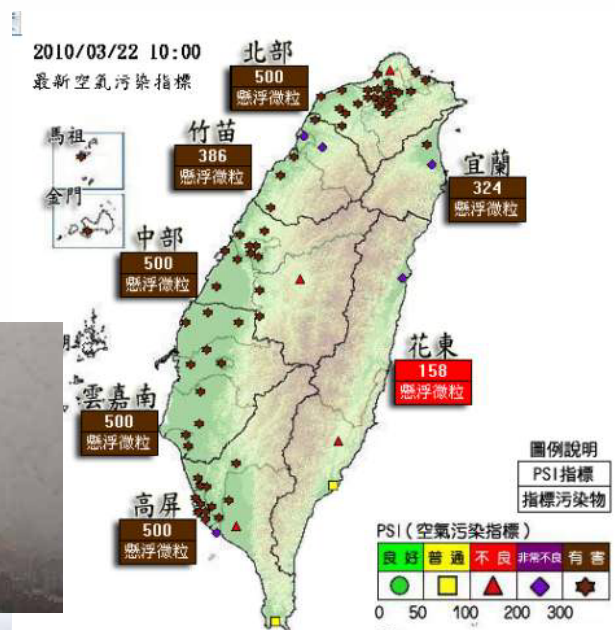 2010/03/22 10:00
最新空氣污染指標
北部
500
懸浮微粒
竹苗
386
懸浮微粒
馬祖
金門
宜蘭
324
懸浮微粒
中部
500
懸浮微粒
花東
158
懸浮微粒
雲嘉南
500
懸浮微粒
高屏
500
懸浮微粒
圖例說明
PSI指標
指標污染物
PSI(空氣污染指標)
良好 普通 不良 非常不良 有害
0 50 100 200 300